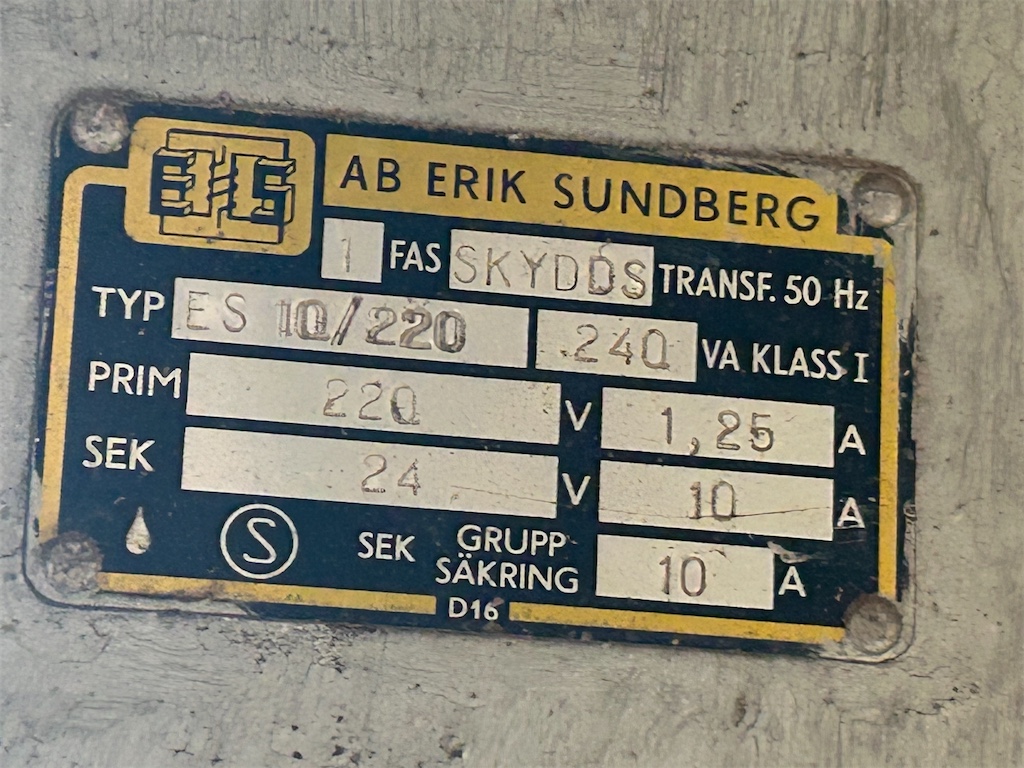 AB ERIK SUNDBERG
1 FAS SKYDDS TRANSF. 50 Hz
TYP ES 10/220 240 VA KLASS I
PRIM 220 V 1,25 A
SEK 24 V 10 A
S SEK GRUPP SÄKRING 10 A
D16